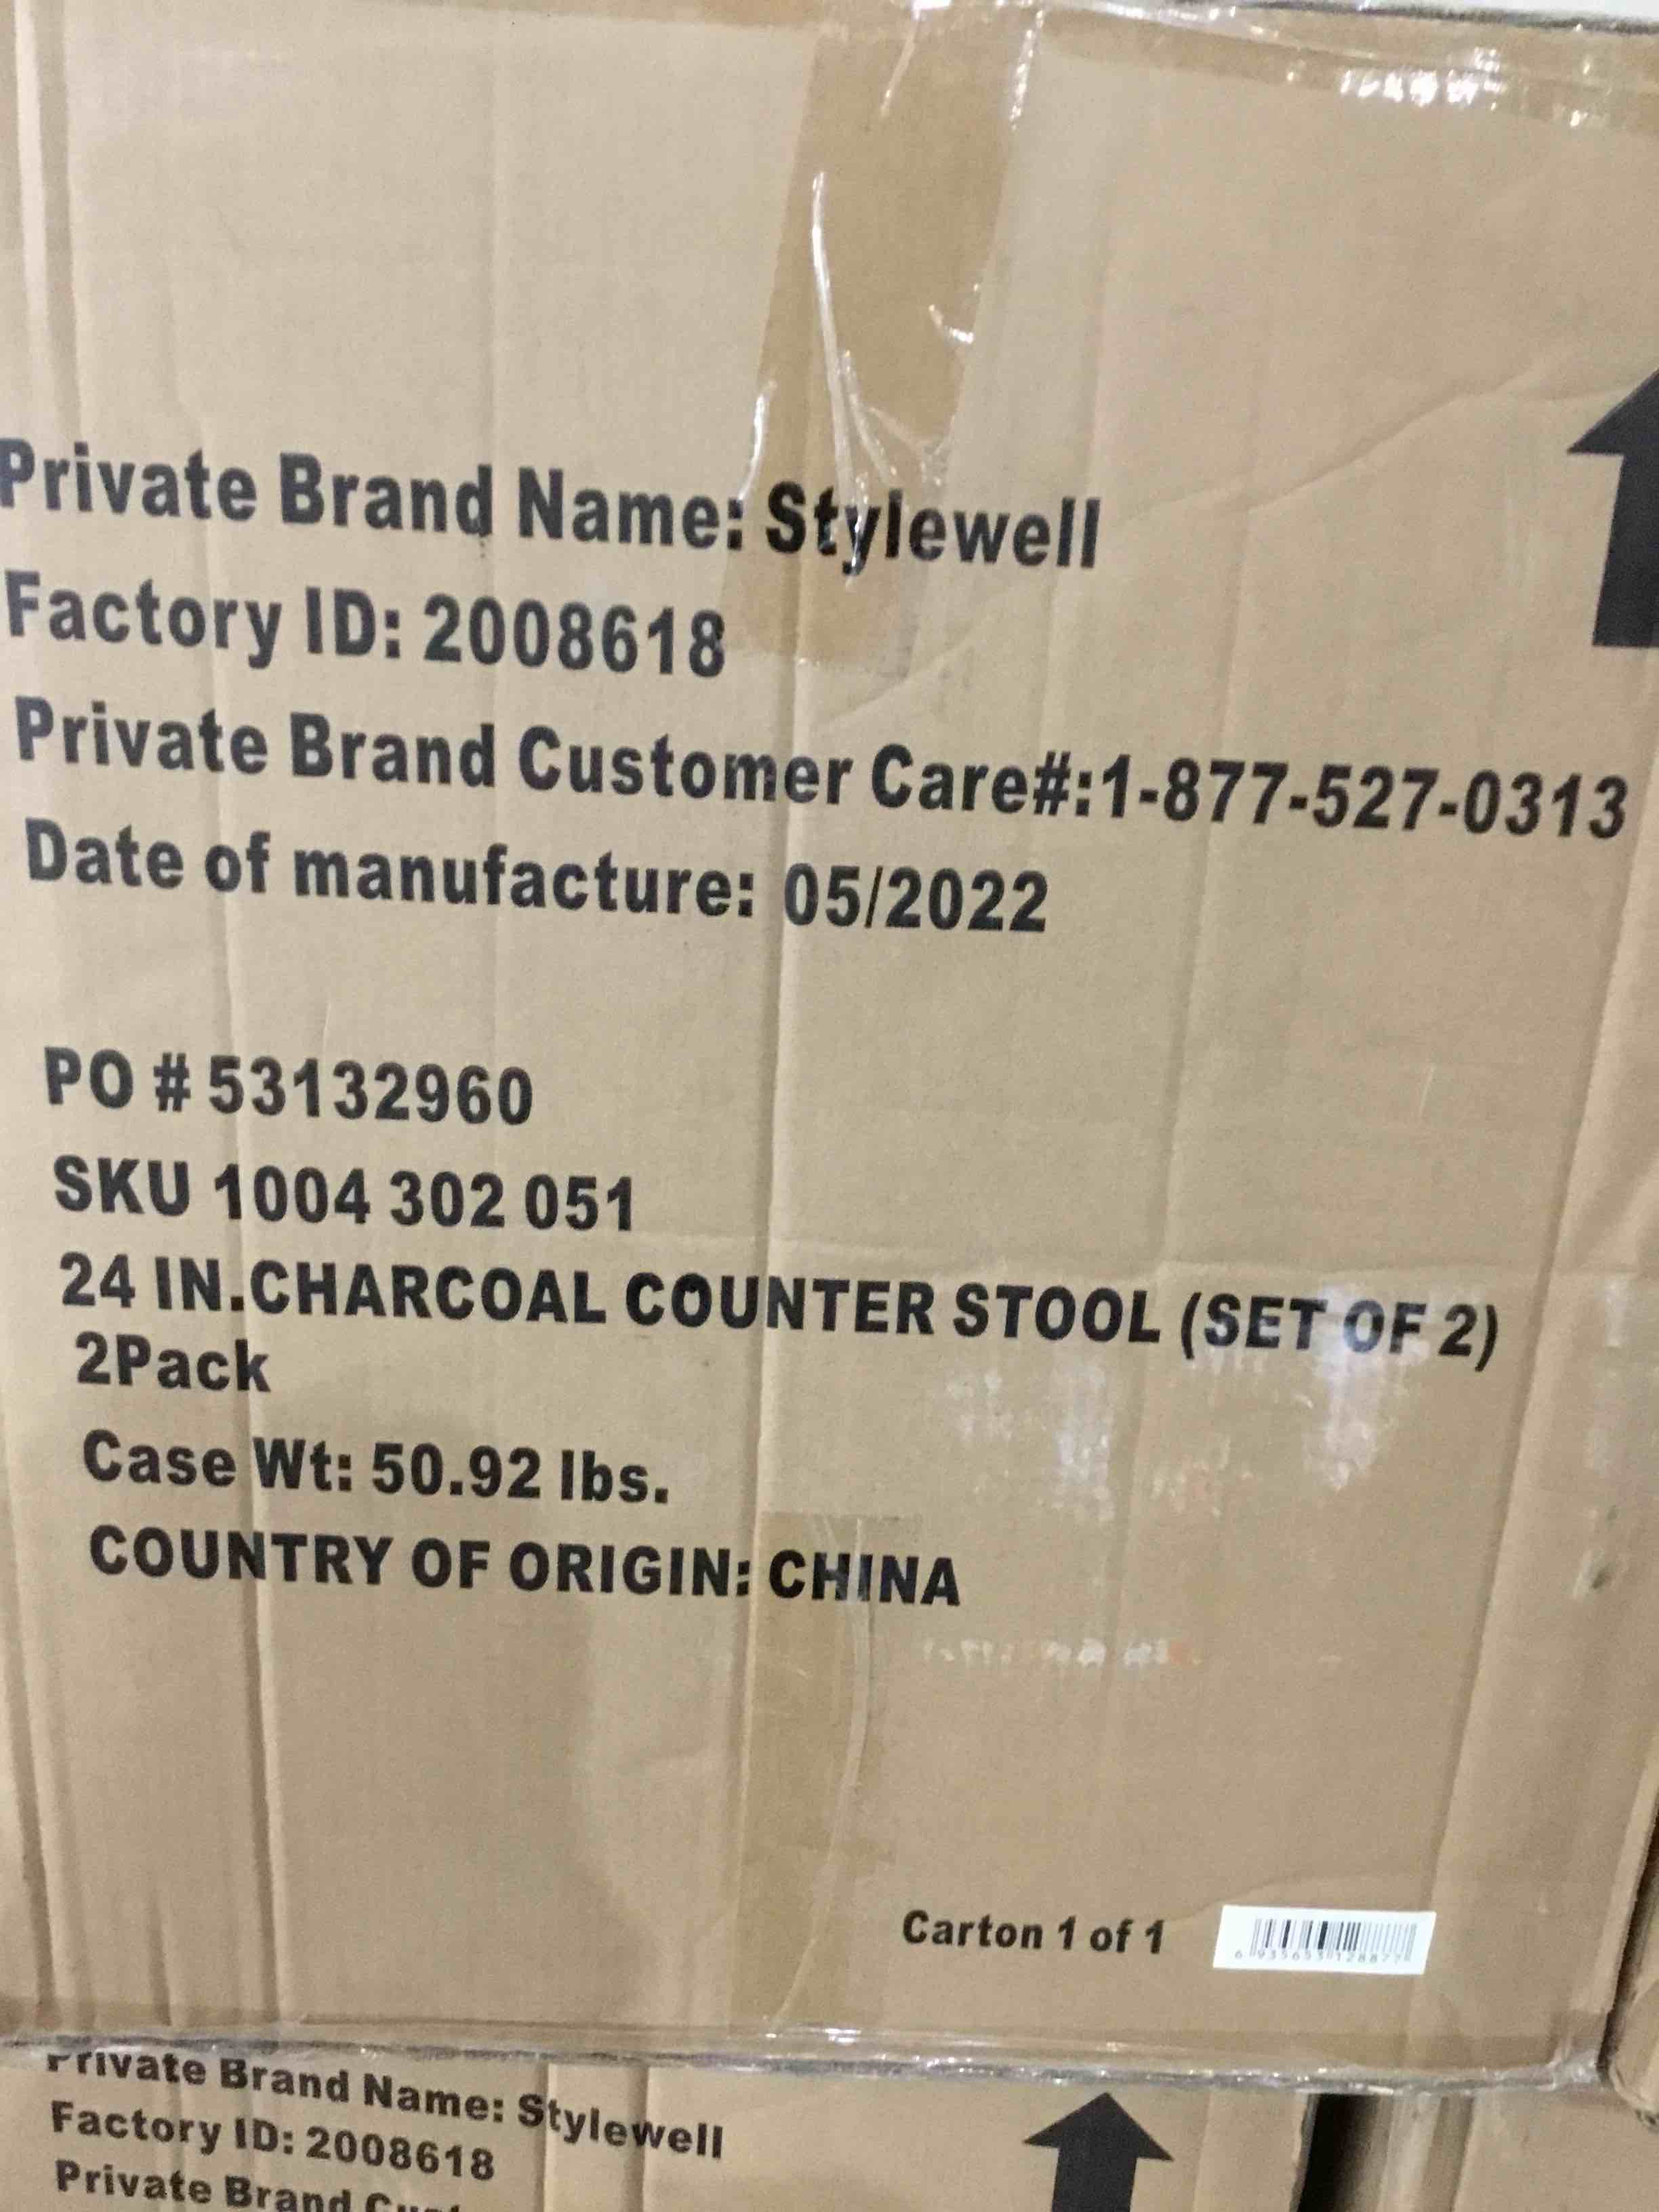 Private Brand Name: Stylewell
Factory ID: 2008618
Private Brand Customer Care#:1-877-527-0313
Date of manufacture: 05/2022
PO # 53132960
SKU 1004 302 051
24 IN.CHARCOAL COUNTER STOOL (SET OF 2)
2Pack
Case Wt: 50.92 lbs.
COUNTRY OF ORIGIN: CHINA
Carton 1 of 1
Private Brand Name: Stylewell
Factory ID: 2008618
Private Brand